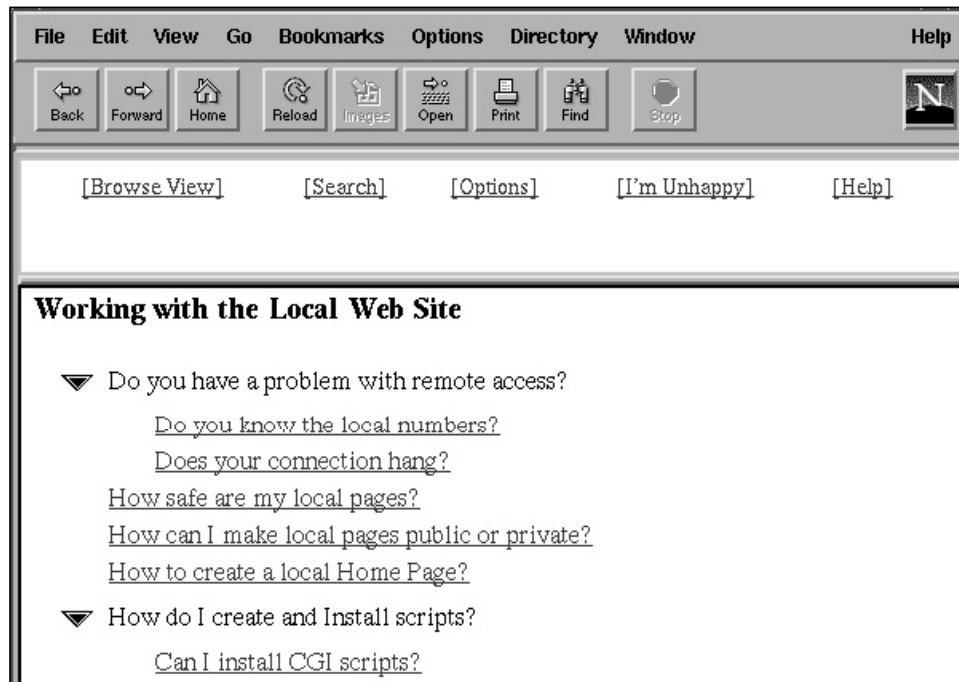 File Edit View Go Bookmarks Options Directory Window Help
Back Forward Home Reload Images Open Print Find Stop N
[Browse View] [Search] [Options] [I'm Unhappy] [Help]
Working with the Local Web Site
Do you have a problem with remote access?
Do you know the local numbers?
Does your connection hang?
How safe are my local pages?
How can I make local pages public or private?
How to create a local Home Page?
How do I create and Install scripts?
Can I install CGI scripts?